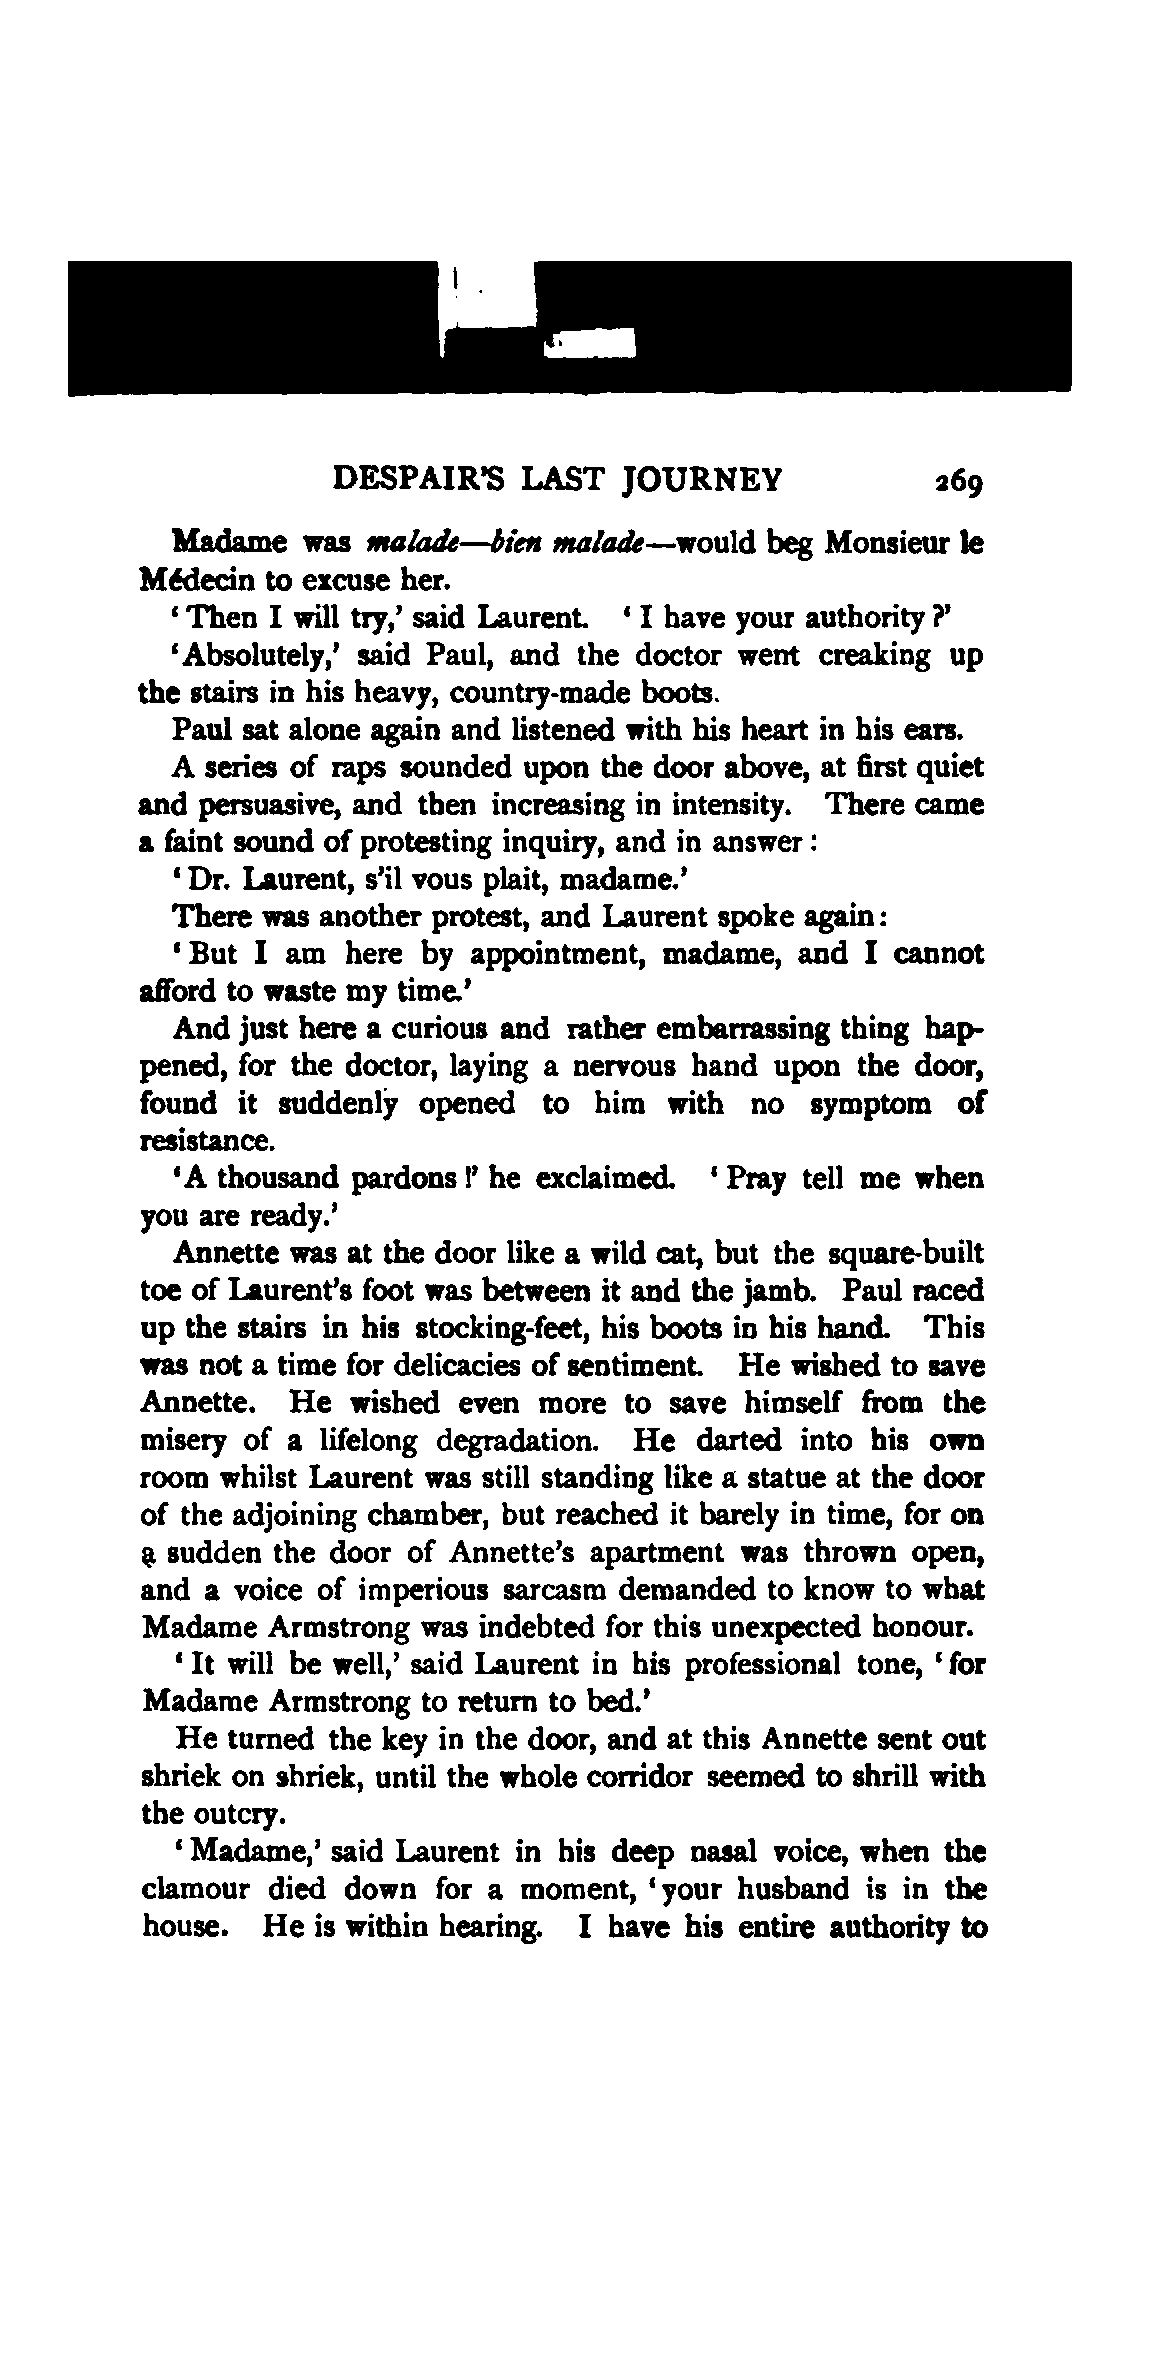 DESPAIR'S LAST JOURNEY 269
Madame was malade—bien malade—would beg Monsieur le
Médecin to excuse her.
‘Then I will try,’ said Laurent. ‘I have your authority?’
‘Absolutely,’ said Paul, and the doctor went creaking up
the stairs in his heavy, country-made boots.
Paul sat alone again and listened with his heart in his ears.
A series of raps sounded upon the door above, at first quiet
and persuasive, and then increasing in intensity. There came
a faint sound of protesting inquiry, and in answer:
‘Dr. Laurent, s'il vous plait, madame.’
There was another protest, and Laurent spoke again:
‘But I am here by appointment, madame, and I cannot
afford to waste my time.’
And just here a curious and rather embarrassing thing hap-
pened, for the doctor, laying a nervous hand upon the door,
found it suddenly opened to him with no symptom of
resistance.
‘A thousand pardons!’ he exclaimed. ‘Pray tell me when
you are ready.’
Annette was at the door like a wild cat, but the square-built
toe of Laurent's foot was between it and the jamb. Paul raced
up the stairs in his stocking-feet, his boots in his hand. This
was not a time for delicacies of sentiment. He wished to save
Annette. He wished even more to save himself from the
misery of a lifelong degradation. He darted into his own
room whilst Laurent was still standing like a statue at the door
of the adjoining chamber, but reached it barely in time, for on
a sudden the door of Annette's apartment was thrown open,
and a voice of imperious sarcasm demanded to know to what
Madame Armstrong was indebted for this unexpected honour.
‘It will be well,’ said Laurent in his professional tone, ‘for
Madame Armstrong to return to bed.’
He turned the key in the door, and at this Annette sent out
shriek on shriek, until the whole corridor seemed to shrill with
the outcry.
‘Madame,’ said Laurent in his deep nasal voice, when the
clamour died down for a moment, ‘your husband is in the
house. He is within hearing. I have his entire authority to